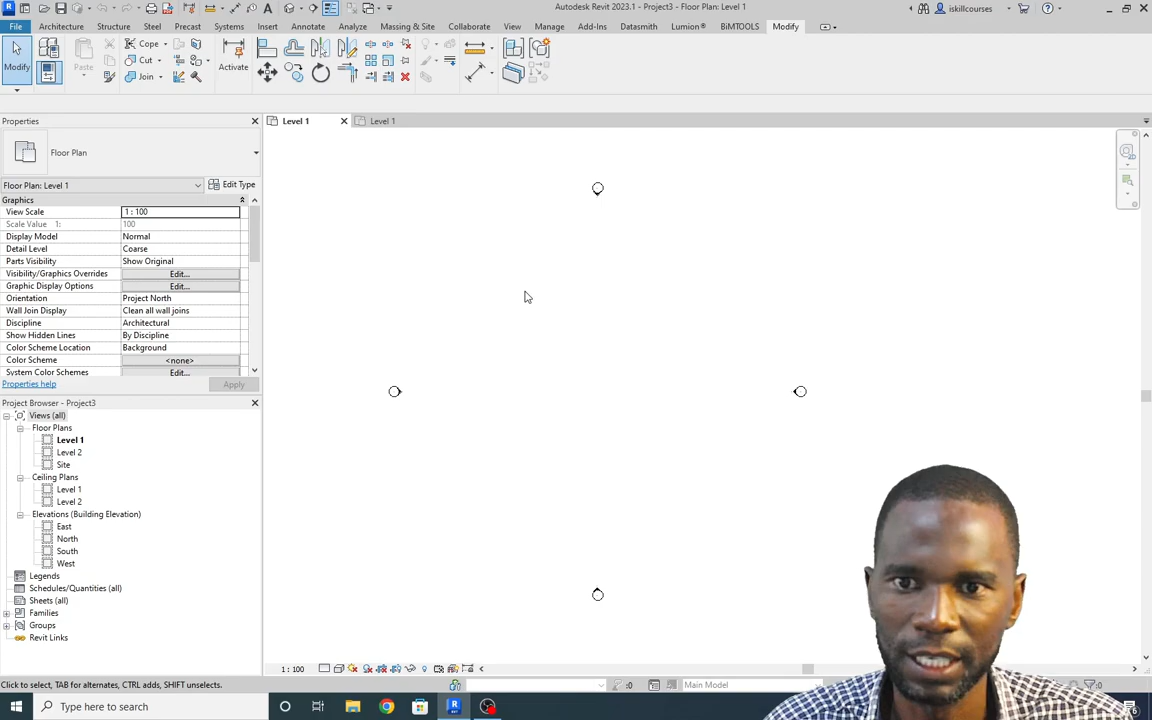 Autodesk Revit 2023.1 - Project3 - Floor Plan: Level 1
iskillcourses
File Architecture Structure Steel Precast Systems Insert Annotate Analyze Massing & Site Collaborate View Manage Add-Ins Datasmith Lumion® BiMTOOLS Modify
Modify
Paste
Cope
Cut
Join
Activate
Properties
Level 1
Level 1
Floor Plan
Floor Plan: Level 1
Edit Type
Graphics
View Scale 1 : 100
Scale Value 1: 100
Display Model Normal
Detail Level Coarse
Parts Visibility Show Original
Visibility/Graphics Overrides Edit...
Graphic Display Options Edit...
Orientation Project North
Wall Join Display Clean all wall joins
Discipline Architectural
Show Hidden Lines By Discipline
Color Scheme Location Background
Color Scheme <none>
System Color Schemes Edit...
Properties help
Apply
Project Browser - Project3
Views (all)
Floor Plans
Level 1
Level 2
Site
Ceiling Plans
Level 1
Level 2
Elevations (Building Elevation)
East
North
South
West
Legends
Schedules/Quantities (all)
Sheets (all)
Families
Groups
Revit Links
1 : 100
Click to select, TAB for alternates, CTRL adds, SHIFT unselects.
:0
Main Model
:0
Type here to search